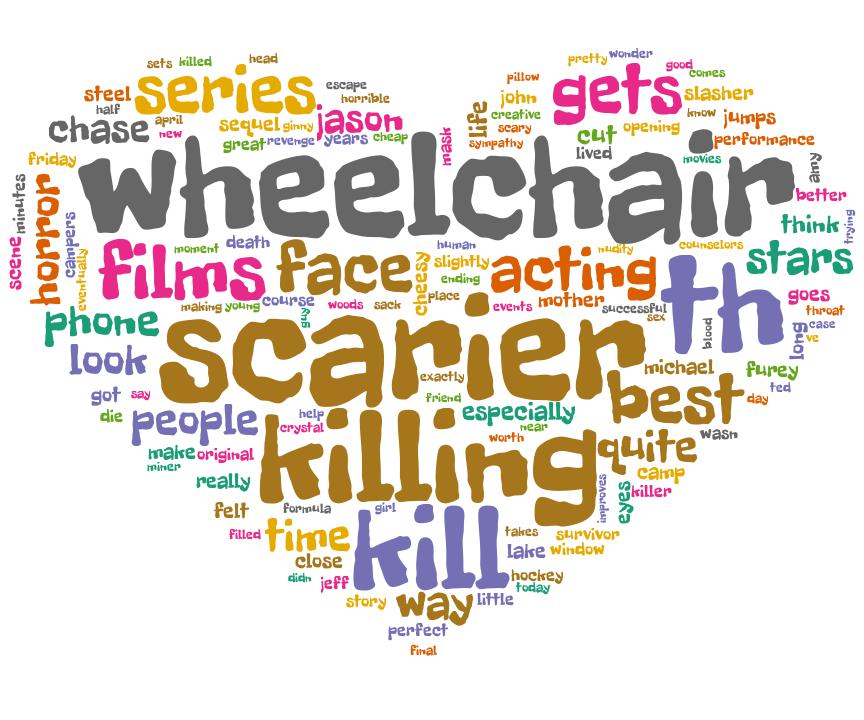 pretty wonder
sets killed head
pillow good comes
steel series escape
horrible
john gets slasher
half chase april new sequel ginny jason
life creative scary sympathy cut opening know jumps
great revenge years cheap mask
lived performance
friday wheelchair movies amy
better
scene minutes horror campers eventually
think trying
films moment death face human nudity counselors
cheesy slightly acting stars
ending
making young course woods sack place events mother successful th goes
guy sex throat
phone scarier blood long case ve
look
exactly michael furey
got say friend best ted
day
die people help crystal especially
near wasn
make original killing worth quite
miner camp
really improves eyes killer
felt formula girl
filled time kill takes survivor
close lake window
didn jeff hockey
today
story way little
perfect
final